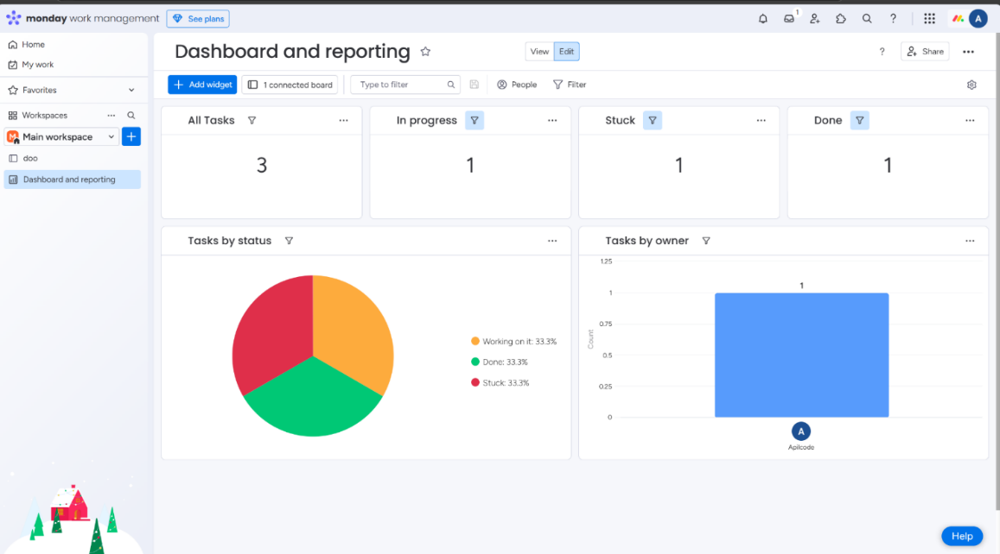 monday work management
See plans
1
A
Home
My work
Favorites
Workspaces
M
Main workspace
doo
Dashboard and reporting
Dashboard and reporting
View
Edit
?
Share
Add widget
1 connected board
Type to filter
People
Filter
All Tasks
3
In progress
1
Stuck
1
Done
1
Tasks by status
Working on it: 33.3%
Done: 33.3%
Stuck: 33.3%
Tasks by owner
1.25
1
0.75
0.5
0.25
0
Count
1
A
Apilcode
Help